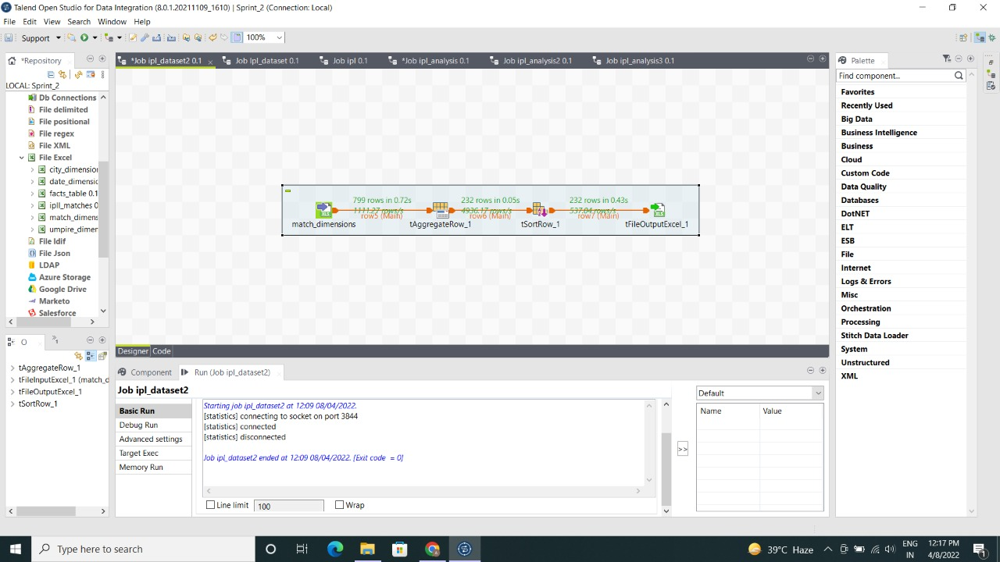 Talend Open Studio for Data Integration (8.0.1.20211109_1610) | Sprint_2 (Connection: Local)
File Edit View Search Window Help
Support 100%
*Repository
LOCAL: Sprint_2
Db Connections
File delimited
File positional
File regex
File XML
File Excel
city_dimension
date_dimens
facts_table 0.1
ipll_matches
match_dimens
umpire_dimer
File ldif
File Json
LDAP
Azure Storage
Google Drive
Marketo
Salesforce
O
tAggregateRow_1
tFileInputExcel_1 (match_d
tFileOutputExcel_1
tSortRow_1
*Job ipl_dataset2 0.1 Job Ipl_dataset 0.1 Job ipl 0.1 *Job ipl_analysis 0.1 Job ipl_analysis2 0.1 Job ipl_analysis3 0.1
799 rows in 0.72s 232 rows in 0.05s 232 rows in 0.43s
1111.27 rows/s 4936.17 rows/s 537.04 rows/s
row5 (Main) row6 (Main) row7 (Main)
match_dimensions tAggregateRow_1 tSortRow_1 tFileOutputExcel_1
Designer Code
Component Run (Job ipl_dataset2)
Job ipl_dataset2
Basic Run
Debug Run
Advanced settings
Target Exec
Memory Run
Starting job ipl_dataset2 at 12:09 08/04/2022.
[statistics] connecting to socket on port 3844
[statistics] connected
[statistics] disconnected
Job ipl_dataset2 ended at 12:09 08/04/2022. [Exit code = 0]
Line limit 100 Wrap
>>
Default
Name Value
Palette
Find component...
Favorites
Recently Used
Big Data
Business Intelligence
Business
Cloud
Custom Code
Data Quality
Databases
DotNET
ELT
ESB
File
Internet
Logs & Errors
Misc
Orchestration
Processing
Stitch Data Loader
System
Unstructured
XML
Type here to search
39°C Haze
ENG
IN
12:17 PM
4/8/2022
1